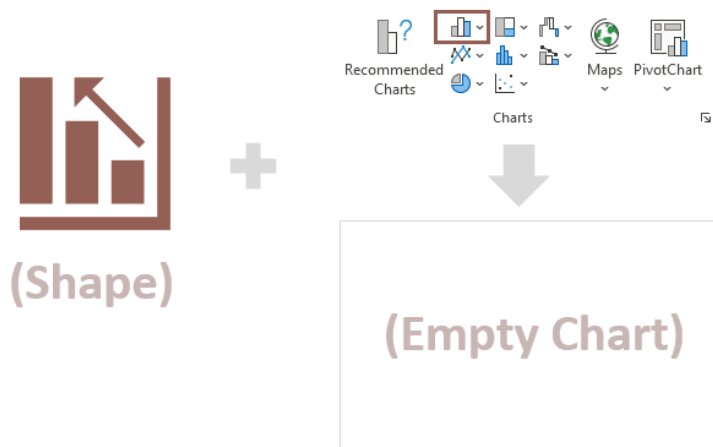 Recommended
Charts
Maps
PivotChart
Charts
(Shape)
(Empty Chart)